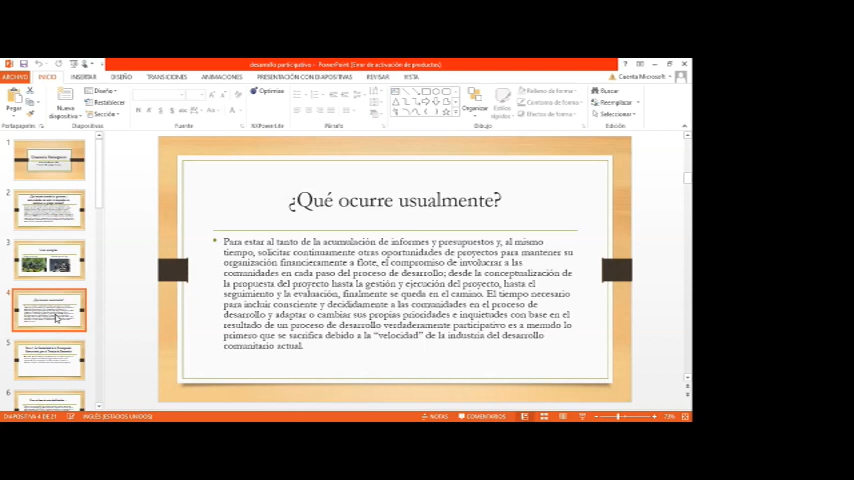 desarrollo participativo - PowerPoint (Error de activación de productos)
ARCHIVO INICIO INSERTAR DISEÑO TRANSICIONES ANIMACIONES PRESENTACIÓN CON DIAPOSITIVAS REVISAR VISTA
Cuenta Microsoft
Pegar
Nueva diapositiva
Diseño
Restablecer
Sección
Optimize
Organizar
Estilos rápidos
Relleno de forma
Contorno de forma
Efectos de forma
Buscar
Reemplazar
Seleccionar
Portapapeles Diapositivas Fuente NXPowerLite Párrafo Dibujo Edición
1
2
3
4
5
6
¿Qué ocurre usualmente?
• Para estar al tanto de la acumulación de informes y presupuestos y, al mismo
tiempo, solicitar continuamente otras oportunidades de proyectos para mantener su
organización financieramente a flote, el compromiso de involucrar a las
comunidades en cada paso del proceso de desarrollo; desde la conceptualización de
la propuesta del proyecto hasta la gestión y ejecución del proyecto, hasta el
seguimiento y la evaluación, finalmente se queda en el camino. El tiempo necesario
para incluir consciente y decididamente a las comunidades en el proceso de
desarrollo y adaptar o cambiar sus propias prioridades e inquietudes con base en el
resultado de un proceso de desarrollo verdaderamente participativo es a menudo lo
primero que se sacrifica debido a la “velocidad” de la industria del desarrollo
comunitario actual.
DIAPOSITIVA 4 DE 21 INGLÉS (ESTADOS UNIDOS) NOTAS COMENTARIOS 73%